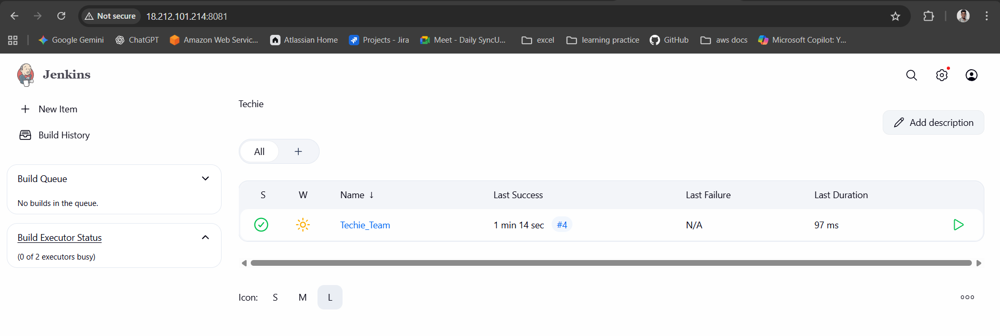 Not secure 18.212.101.214:8081
Google Gemini ChatGPT Amazon Web Servic... Atlassian Home Projects - Jira Meet - Daily SyncU... excel learning practice GitHub aws docs Microsoft Copilot: Y...
Jenkins
New Item
Build History
Build Queue
No builds in the queue.
Build Executor Status
(0 of 2 executors busy)
Techie
Add description
All +
S W Name ↓ Last Success Last Failure Last Duration
Techie_Team 1 min 14 sec #4 N/A 97 ms
Icon: S M L